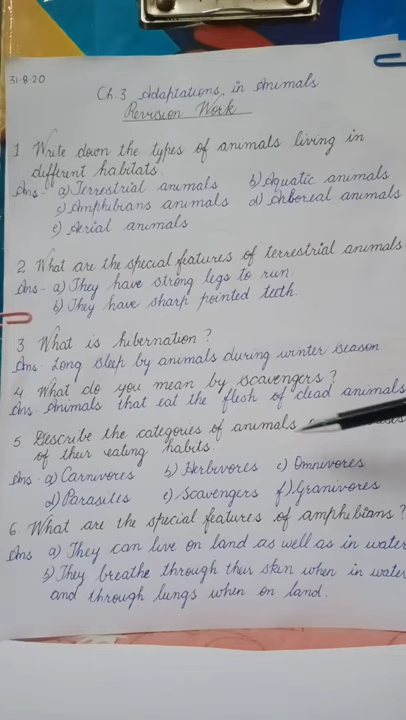 31-8-20
Ch 3 Adaptations in Animals
Revision Work
1. Write down the types of animals living in
different habitats.
Ans - a) Terrestrial animals b) Aquatic animals
c) Amphibians animals d) Arboreal animals
e) Aerial animals
2. What are the special features of terrestrial animals
Ans - a) They have strong legs to run
b) They have sharp pointed teeth.
3 What is hibernation?
Ans - Long sleep by animals during winter season
4 What do you mean by scavengers?
Ans - Animals that eat the flesh of dead animals
5 Describe the categories of animals
of their eating habits.
Ans - a) Carnivores b) Herbivores c) Omnivores
d) Parasites e) Scavengers f) Granivores
6. What are the special features of amphibians?
Ans a) They can live on land as well as in water
b) They breathe through their skin when in water
and through lungs when on land.